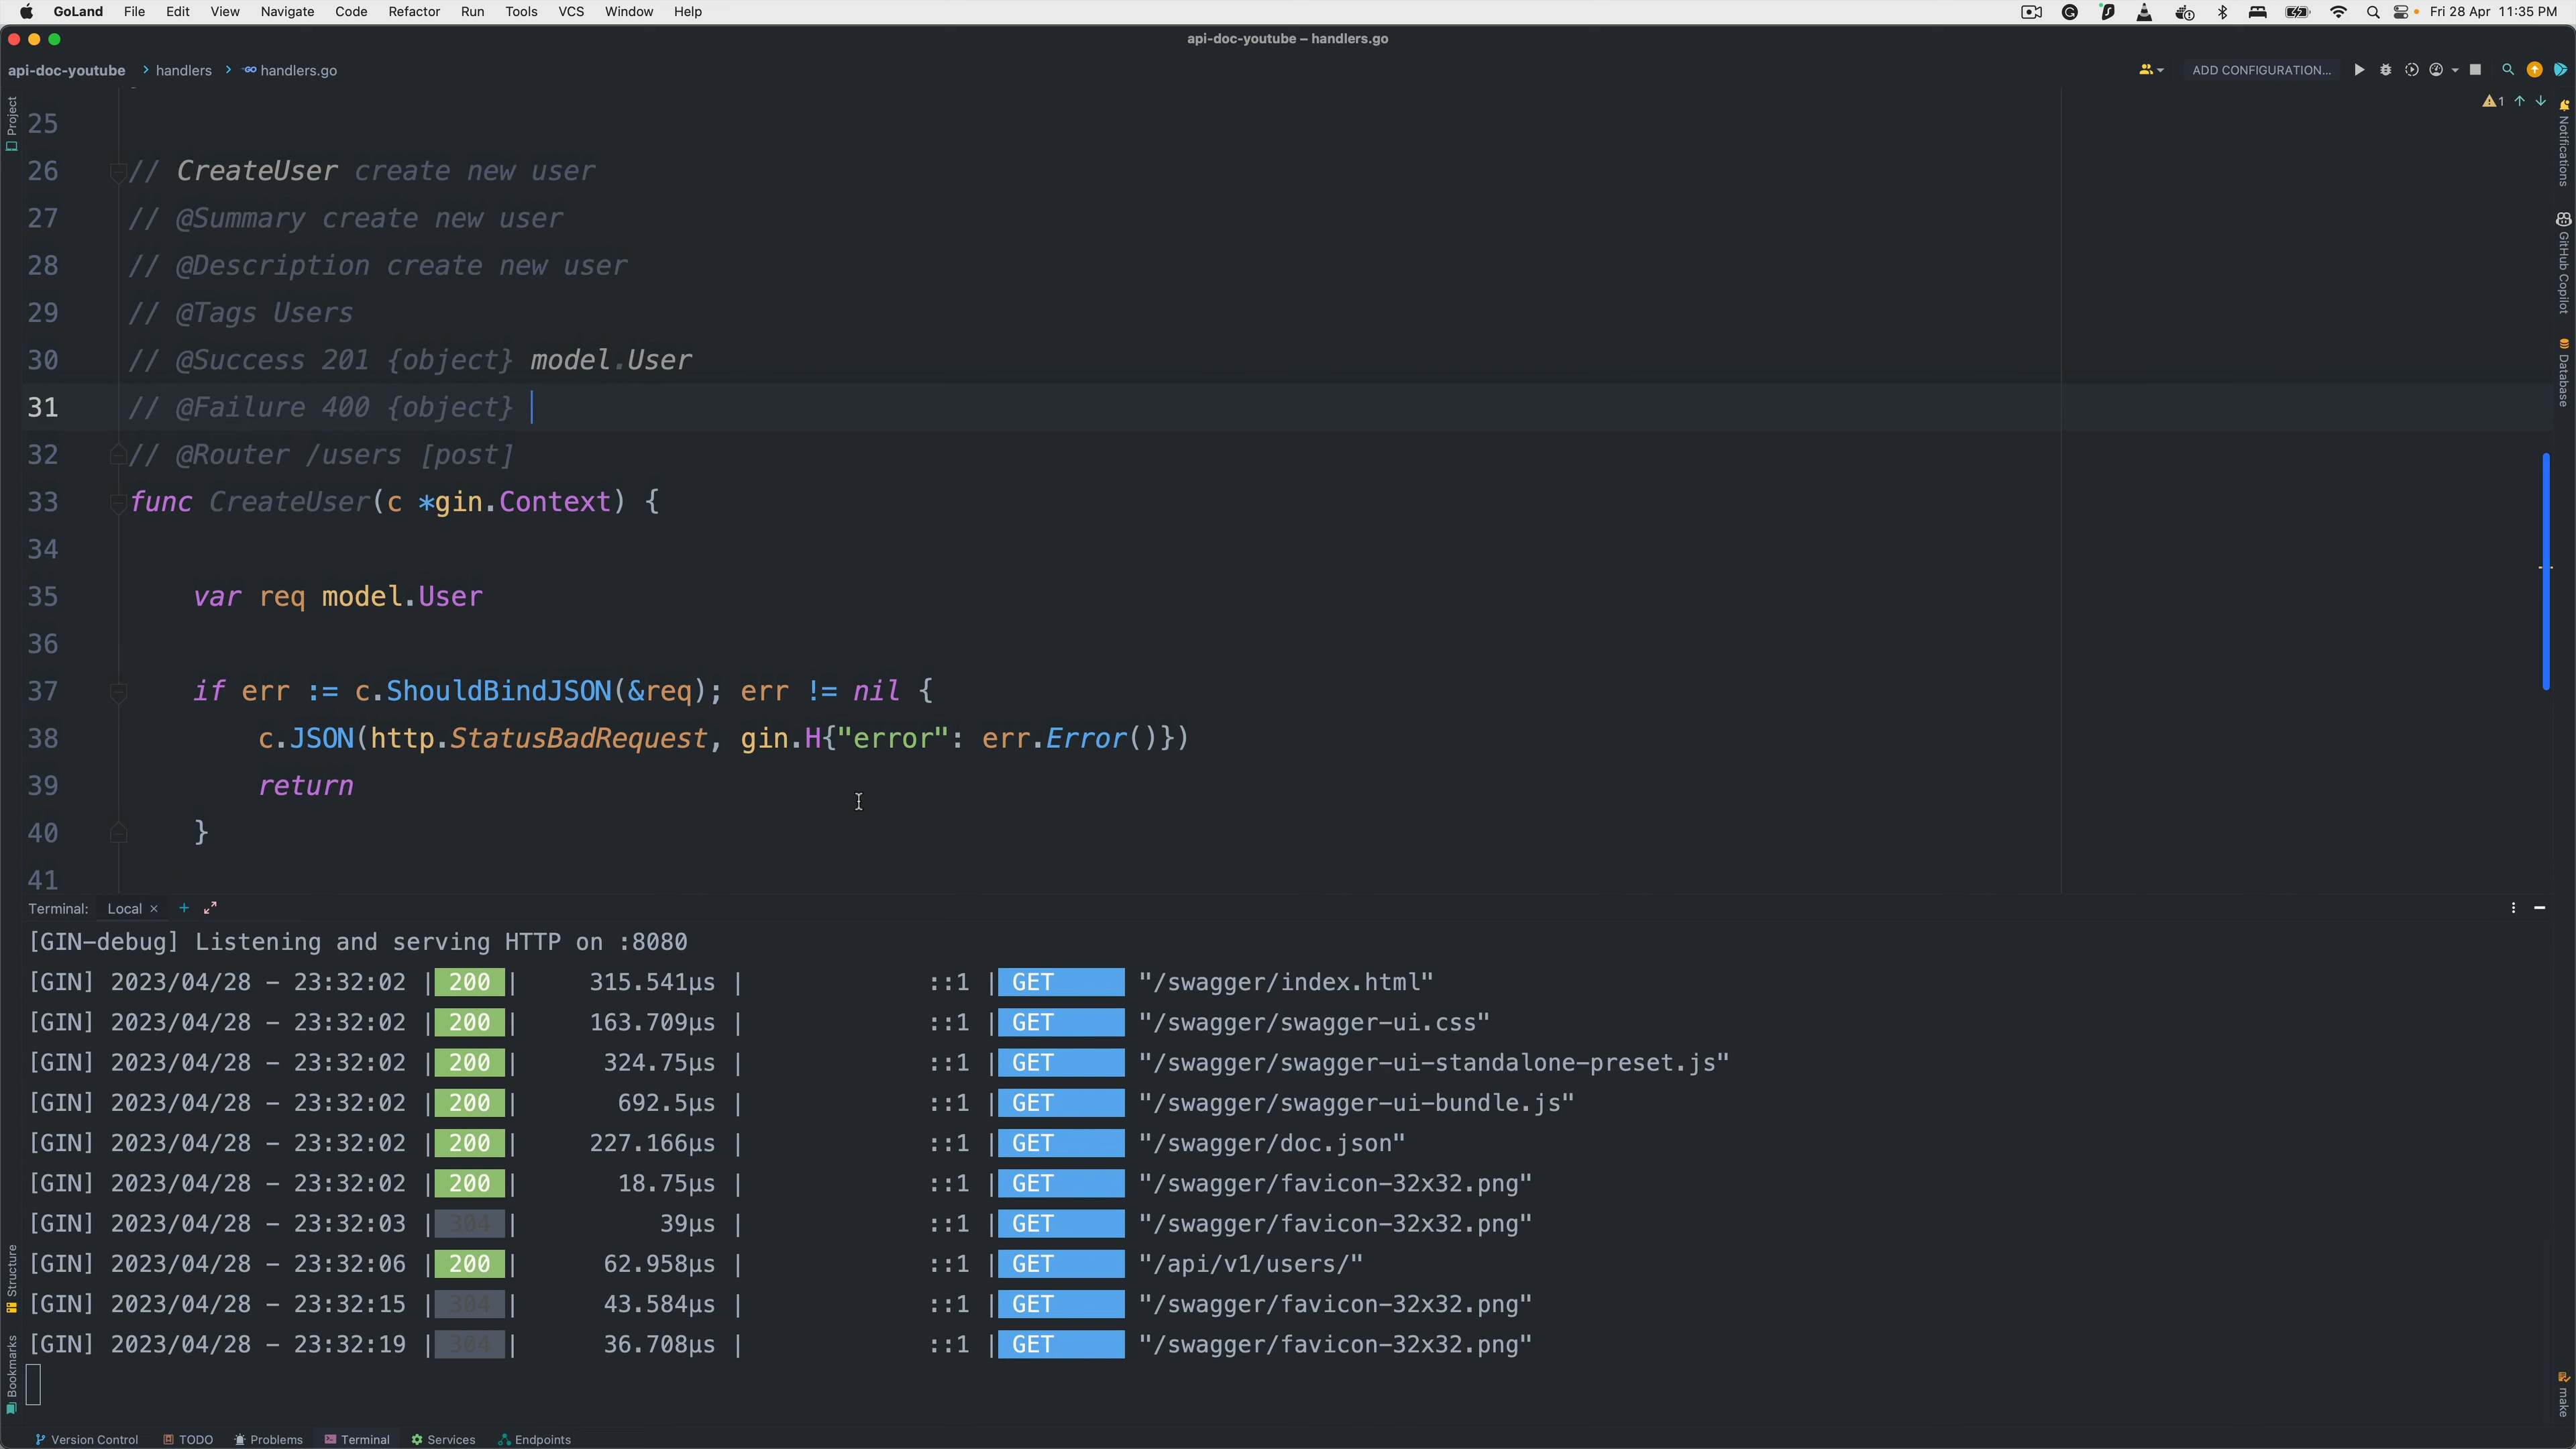 GoLand File Edit View Navigate Code Refactor Run Tools VCS Window Help Fri 28 Apr 11:35 PM
api-doc-youtube – handlers.go
api-doc-youtube handlers handlers.go ADD CONFIGURATION...
Project
1
Notifications
GitHub Copilot
Database
25
26 // CreateUser create new user
27 // @Summary create new user
28 // @Description create new user
29 // @Tags Users
30 // @Success 201 {object} model.User
31 // @Failure 400 {object}
32 // @Router /users [post]
33 func CreateUser(c *gin.Context) {
34
35 var req model.User
36
37 if err := c.ShouldBindJSON(&req); err != nil {
38 c.JSON(http.StatusBadRequest, gin.H{"error": err.Error()})
39 return
40 }
41
Terminal: Local × +
[GIN-debug] Listening and serving HTTP on :8080
[GIN] 2023/04/28 - 23:32:02 | 200 | 315.541µs | ::1 | GET "/swagger/index.html"
[GIN] 2023/04/28 - 23:32:02 | 200 | 163.709µs | ::1 | GET "/swagger/swagger-ui.css"
[GIN] 2023/04/28 - 23:32:02 | 200 | 324.75µs | ::1 | GET "/swagger/swagger-ui-standalone-preset.js"
[GIN] 2023/04/28 - 23:32:02 | 200 | 692.5µs | ::1 | GET "/swagger/swagger-ui-bundle.js"
[GIN] 2023/04/28 - 23:32:02 | 200 | 227.166µs | ::1 | GET "/swagger/doc.json"
[GIN] 2023/04/28 - 23:32:02 | 200 | 18.75µs | ::1 | GET "/swagger/favicon-32x32.png"
[GIN] 2023/04/28 - 23:32:03 | 304 | 39µs | ::1 | GET "/swagger/favicon-32x32.png"
[GIN] 2023/04/28 - 23:32:06 | 200 | 62.958µs | ::1 | GET "/api/v1/users/"
[GIN] 2023/04/28 - 23:32:15 | 304 | 43.584µs | ::1 | GET "/swagger/favicon-32x32.png"
[GIN] 2023/04/28 - 23:32:19 | 304 | 36.708µs | ::1 | GET "/swagger/favicon-32x32.png"
Structure
Bookmarks
make
Version Control TODO Problems Terminal Services Endpoints